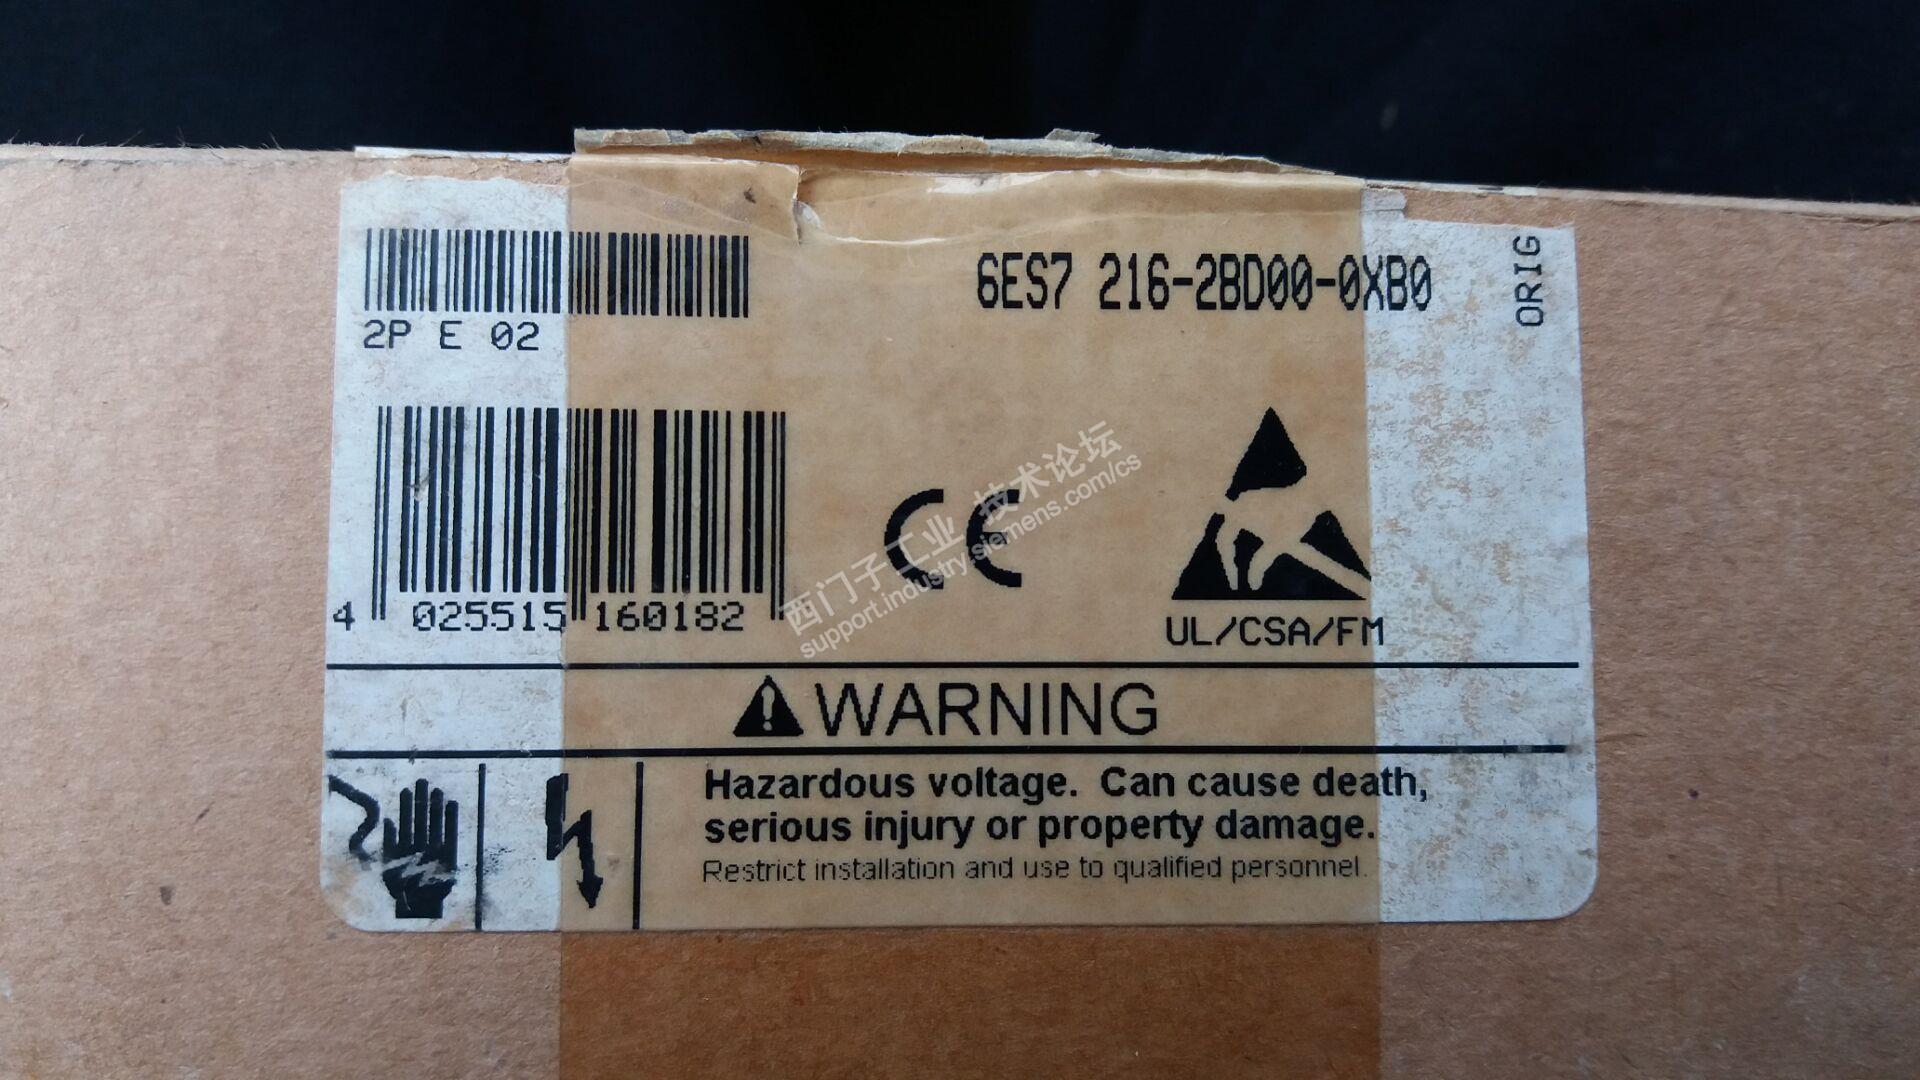 6ES7 216-2BD00-0XB0
ORIG
2P E 02
4 025515 160182
CE
UL/CSA/FM
西门子工业 技术论坛
support.industry.siemens.com/cs
WARNING
Hazardous voltage. Can cause death,
serious injury or property damage.
Restrict installation and use to qualified personnel.